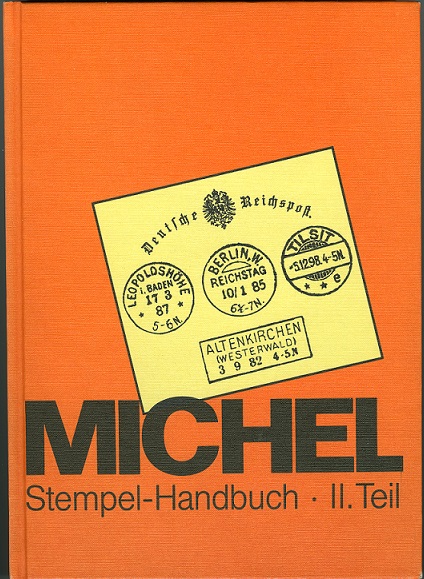 Deutsche Reichspost.
LEOPOLDSHÖHE
i. BADEN
17 3
87
5-6N.
BERLIN,W.
REICHSTAG
10/1 85
6¼-7N.
TILSIT
-5.12.98.4-5N.
* * e
ALTENKIRCHEN
(WESTERWALD)
3 9 82 4-5N
MICHEL
Stempel-Handbuch · II. Teil